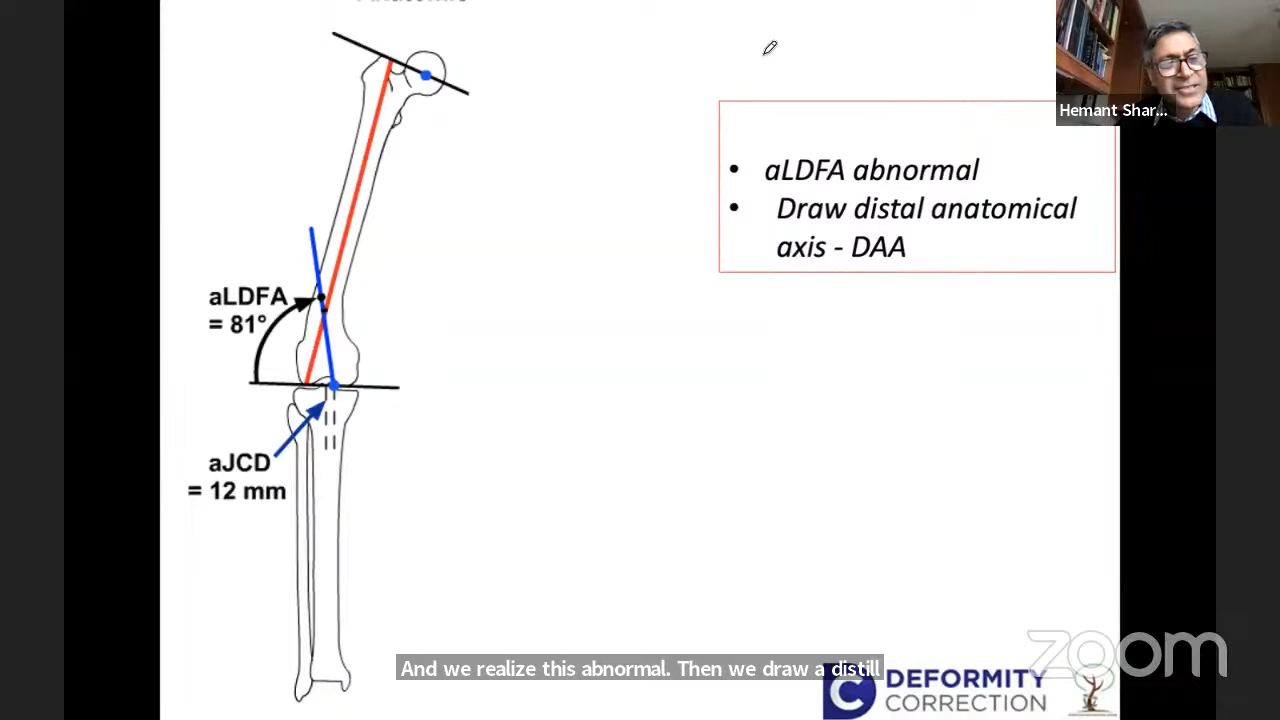 Hemant Shar...
• aLDFA abnormal
• Draw distal anatomical
axis - DAA
aLDFA
= 81°
aJCD
= 12 mm
And we realize this abnormal. Then we draw a distill
DEFORMITY
CORRECTION
zoom